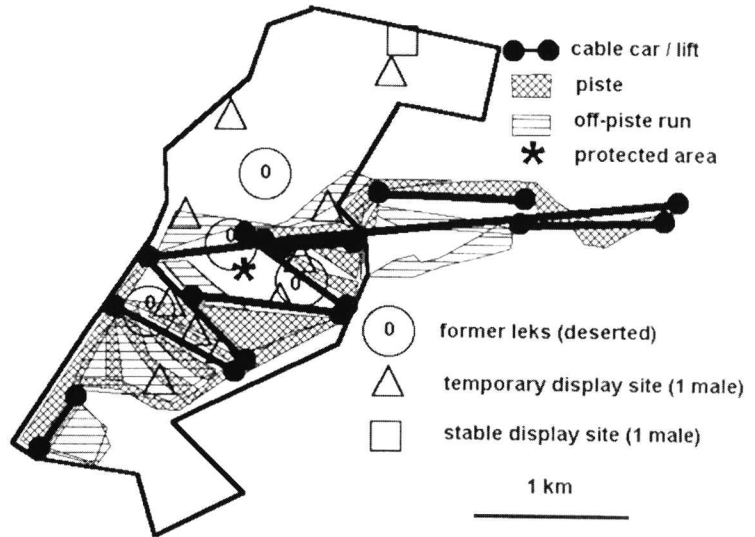 cable car / lift
piste
off-piste run
protected area
0
0
0
0
0
former leks (deserted)
temporary display site (1 male)
stable display site (1 male)
1 km